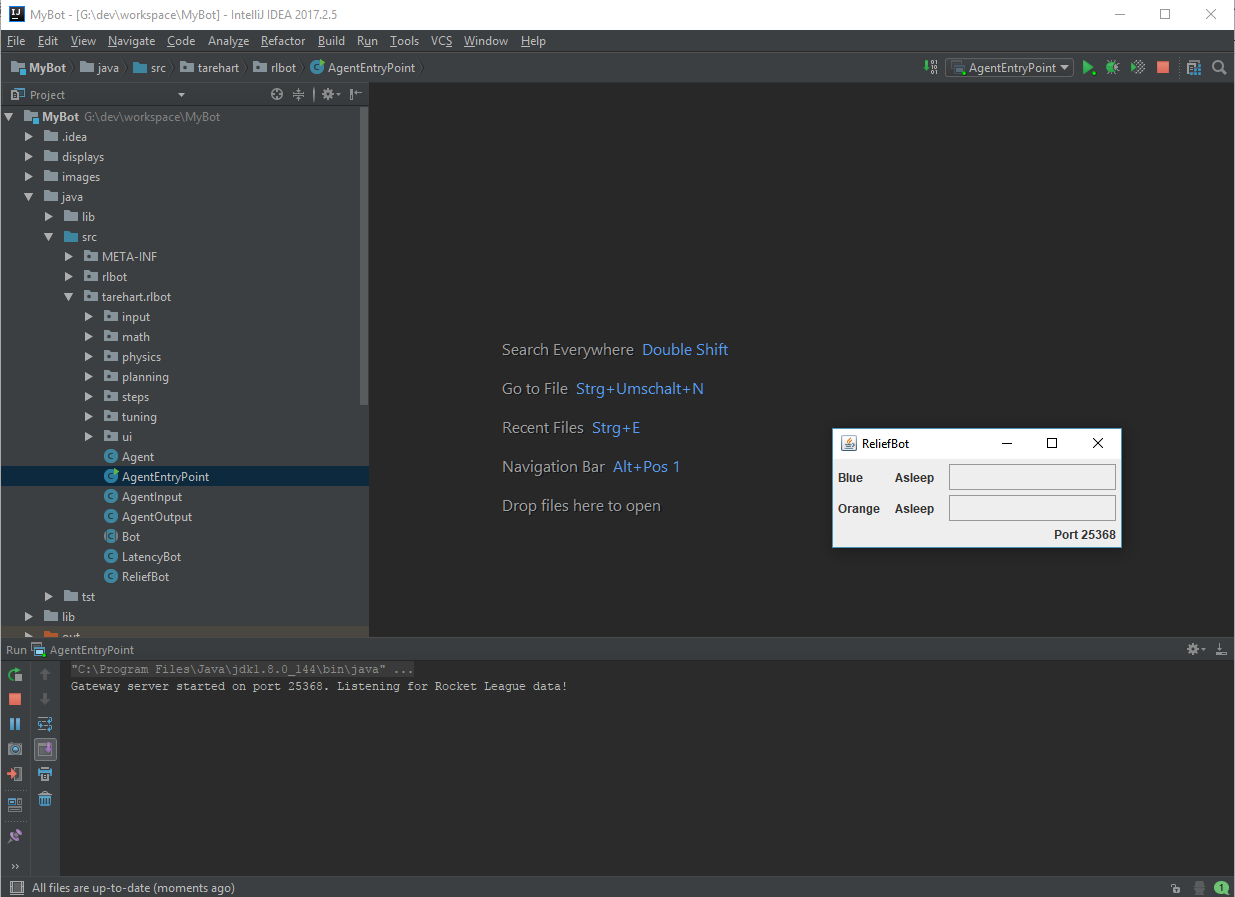 MyBot - [G:\dev\workspace\MyBot] - IntelliJ IDEA 2017.2.5
File Edit View Navigate Code Analyze Refactor Build Run Tools VCS Window Help
MyBot java src tarehart rlbot AgentEntryPoint AgentEntryPoint
Project
MyBot G:\dev\workspace\MyBot
.idea
displays
images
java
lib
src
META-INF
rlbot
tarehart.rlbot
input
math
physics
planning
steps
tuning
ui
Agent
AgentEntryPoint
AgentInput
AgentOutput
Bot
LatencyBot
ReliefBot
tst
lib
out
Search Everywhere Double Shift
Go to File Strg+Umschalt+N
Recent Files Strg+E
Navigation Bar Alt+Pos 1
Drop files here to open
ReliefBot
Blue Asleep
Orange Asleep
Port 25368
Run AgentEntryPoint
"C:\Program Files\Java\jdk1.8.0_144\bin\java" ...
Gateway server started on port 25368. Listening for Rocket League data!
All files are up-to-date (moments ago)
1